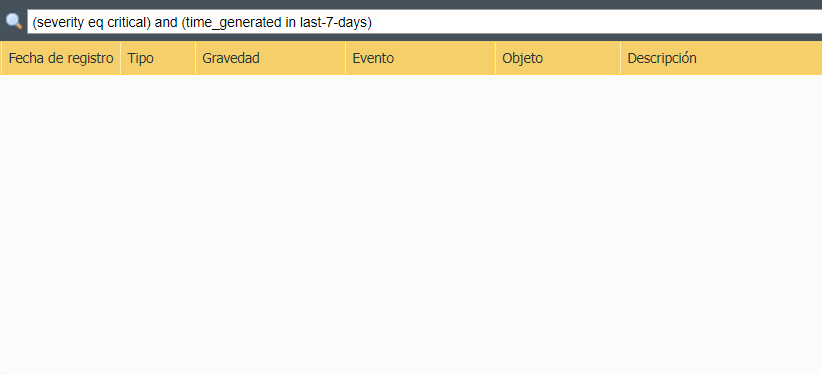 (severity eq critical) and (time_generated in last-7-days)
Fecha de registro Tipo Gravedad Evento Objeto Descripción